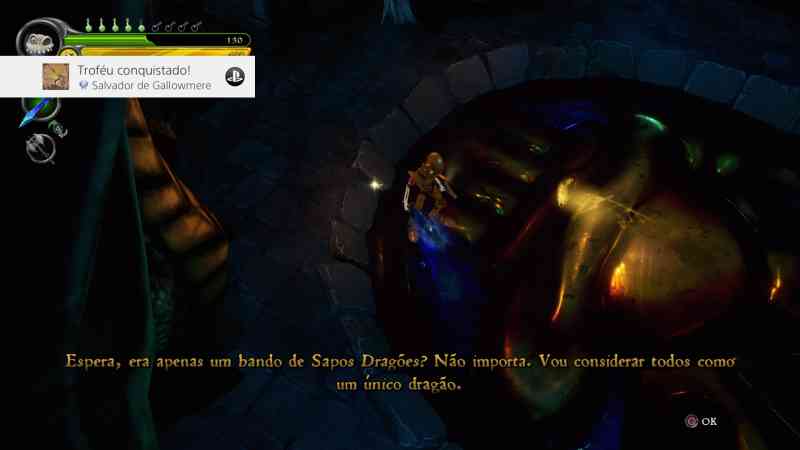 130
Troféu conquistado!
Salvador de Gallowmere
Espera, era apenas um bando de Sapos Dragões? Não importa. Vou considerar todos como
um único dragão.
OK